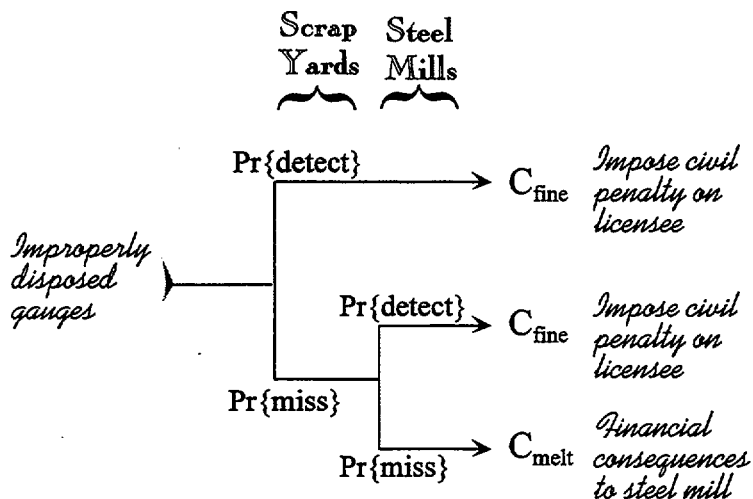 Scrap Yards
Steel Mills
Pr{detect}
C_fine
Impose civil
penalty on
licensee
Improperly
disposed
gauges
Pr{detect}
C_fine
Impose civil
penalty on
licensee
Pr{miss}
Pr{miss}
C_melt
Financial
consequences
to steel mill